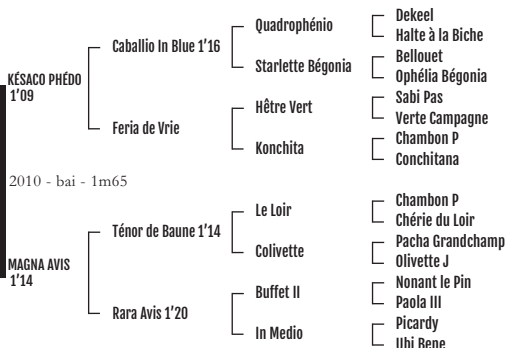 Dekeel
Quadrophénio
Halte à la Biche
Caballio In Blue 1'16
Bellouet
Starlette Bégonia
Ophélia Bégonia
KÉSACO PHÉDO
1'09
Sabi Pas
Hêtre Vert
Verte Campagne
Feria de Vrie
Chambon P
Konchita
Conchitana
2010 - bai - 1m65
Chambon P
Le Loir
Chérie du Loir
Ténor de Baune 1'14
Pacha Grandchamp
Colivette
Olivette J
MAGNA AVIS
1'14
Nonant le Pin
Buffet II
Paola III
Rara Avis 1'20
Picardy
In Medio
Ubi Bene